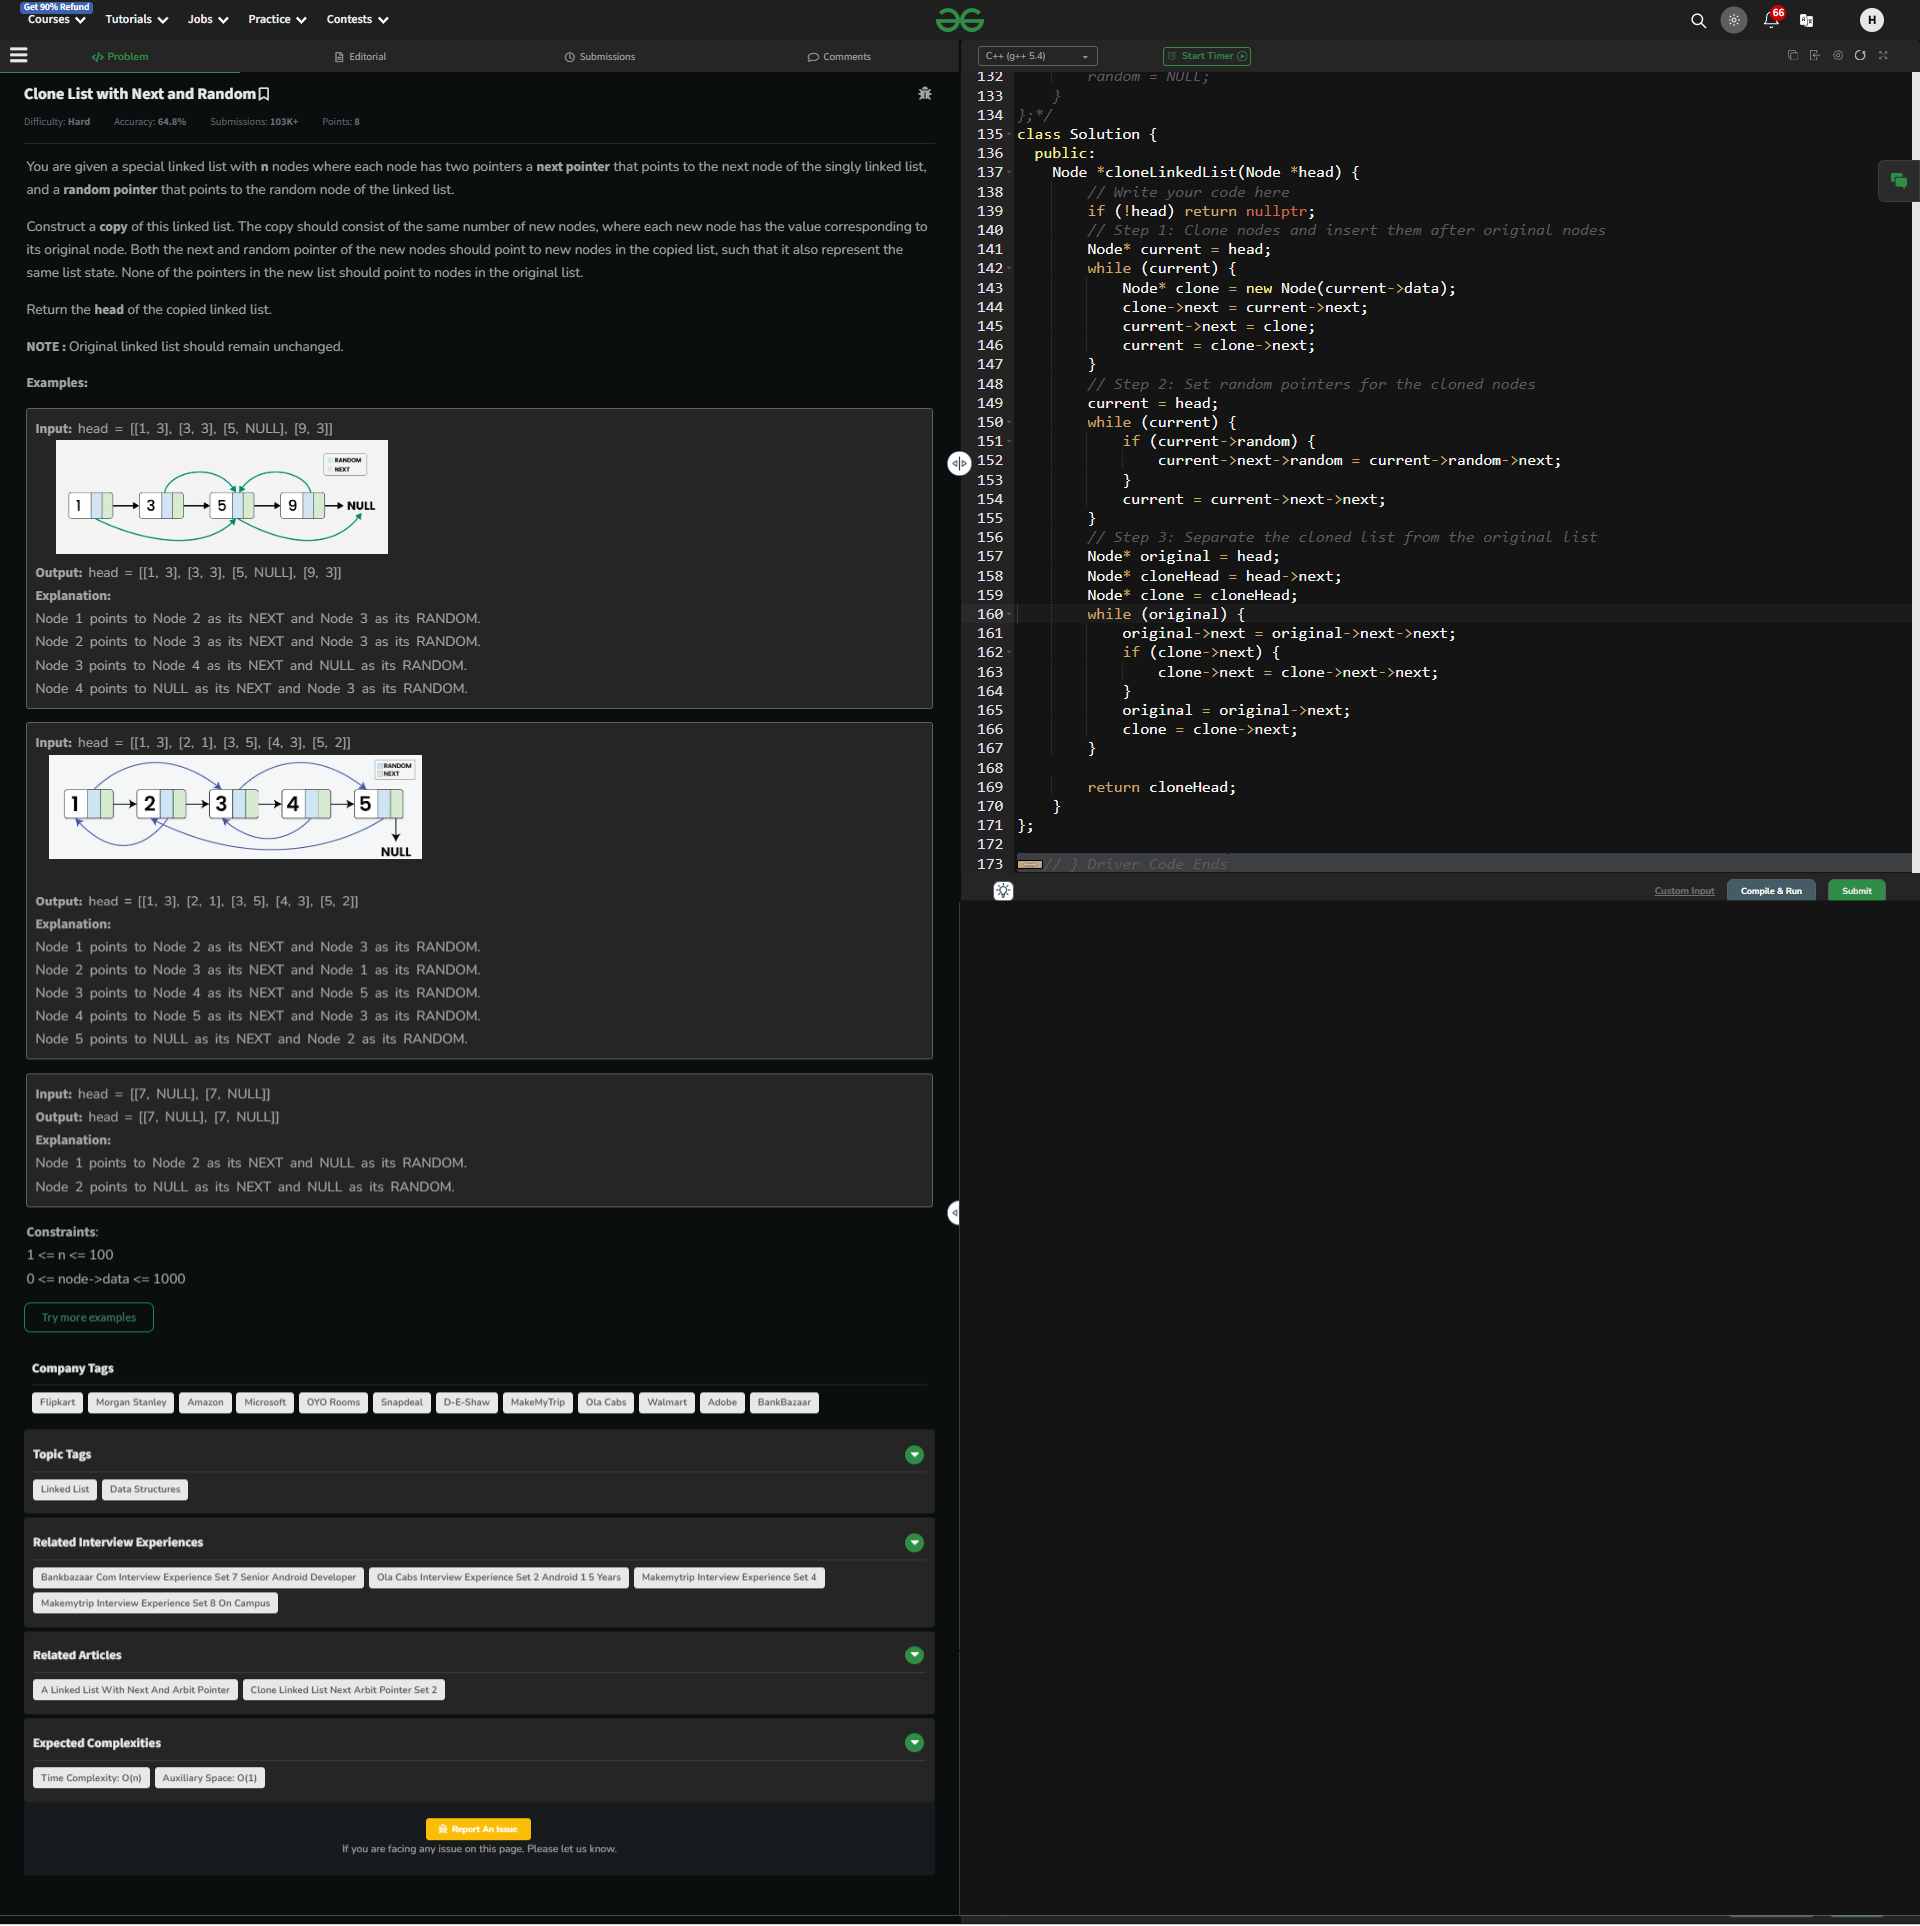 Get 90% Refund
Courses Tutorials Jobs Practice Contests
66
H
</> Problem Editorial Submissions Comments
Clone List with Next and Random
Difficulty: Hard Accuracy: 64.8% Submissions: 103K+ Points: 8
You are given a special linked list with n nodes where each node has two pointers a next pointer that points to the next node of the singly linked list,
and a random pointer that points to the random node of the linked list.
Construct a copy of this linked list. The copy should consist of the same number of new nodes, where each new node has the value corresponding to
its original node. Both the next and random pointer of the new nodes should point to new nodes in the copied list, such that it also represent the
same list state. None of the pointers in the new list should point to nodes in the original list.
Return the head of the copied linked list.
NOTE : Original linked list should remain unchanged.
Examples:
Input: head = [[1, 3], [3, 3], [5, NULL], [9, 3]]
RANDOM
NEXT
1 3 5 9 NULL
Output: head = [[1, 3], [3, 3], [5, NULL], [9, 3]]
Explanation:
Node 1 points to Node 2 as its NEXT and Node 3 as its RANDOM.
Node 2 points to Node 3 as its NEXT and Node 3 as its RANDOM.
Node 3 points to Node 4 as its NEXT and NULL as its RANDOM.
Node 4 points to NULL as its NEXT and Node 3 as its RANDOM.
Input: head = [[1, 3], [2, 1], [3, 5], [4, 3], [5, 2]]
RANDOM
NEXT
1 2 3 4 5
NULL
Output: head = [[1, 3], [2, 1], [3, 5], [4, 3], [5, 2]]
Explanation:
Node 1 points to Node 2 as its NEXT and Node 3 as its RANDOM.
Node 2 points to Node 3 as its NEXT and Node 1 as its RANDOM.
Node 3 points to Node 4 as its NEXT and Node 5 as its RANDOM.
Node 4 points to Node 5 as its NEXT and Node 3 as its RANDOM.
Node 5 points to NULL as its NEXT and Node 2 as its RANDOM.
Input: head = [[7, NULL], [7, NULL]]
Output: head = [[7, NULL], [7, NULL]]
Explanation:
Node 1 points to Node 2 as its NEXT and NULL as its RANDOM.
Node 2 points to NULL as its NEXT and NULL as its RANDOM.
Constraints:
1 <= n <= 100
0 <= node->data <= 1000
Try more examples
Company Tags
Flipkart Morgan Stanley Amazon Microsoft OYO Rooms Snapdeal D-E-Shaw MakeMyTrip Ola Cabs Walmart Adobe BankBazaar
Topic Tags
Linked List Data Structures
Related Interview Experiences
Bankbazaar Com Interview Experience Set 7 Senior Android Developer Ola Cabs Interview Experience Set 2 Android 1 5 Years Makemytrip Interview Experience Set 4
Makemytrip Interview Experience Set 8 On Campus
Related Articles
A Linked List With Next And Arbit Pointer Clone Linked List Next Arbit Pointer Set 2
Expected Complexities
Time Complexity: O(n) Auxiliary Space: O(1)
Report An Issue
If you are facing any issue on this page. Please let us know.
C++ (g++ 5.4) Start Timer
132 random = NULL;
133 }
134 };*/
135 class Solution {
136 public:
137 Node *cloneLinkedList(Node *head) {
138 // Write your code here
139 if (!head) return nullptr;
140 // Step 1: Clone nodes and insert them after original nodes
141 Node* current = head;
142 while (current) {
143 Node* clone = new Node(current->data);
144 clone->next = current->next;
145 current->next = clone;
146 current = clone->next;
147 }
148 // Step 2: Set random pointers for the cloned nodes
149 current = head;
150 while (current) {
151 if (current->random) {
152 current->next->random = current->random->next;
153 }
154 current = current->next->next;
155 }
156 // Step 3: Separate the cloned list from the original list
157 Node* original = head;
158 Node* cloneHead = head->next;
159 Node* clone = cloneHead;
160 while (original) {
161 original->next = original->next->next;
162 if (clone->next) {
163 clone->next = clone->next->next;
164 }
165 original = original->next;
166 clone = clone->next;
167 }
168
169 return cloneHead;
170 }
171 };
172
173 // } Driver Code Ends
Custom Input Compile & Run Submit